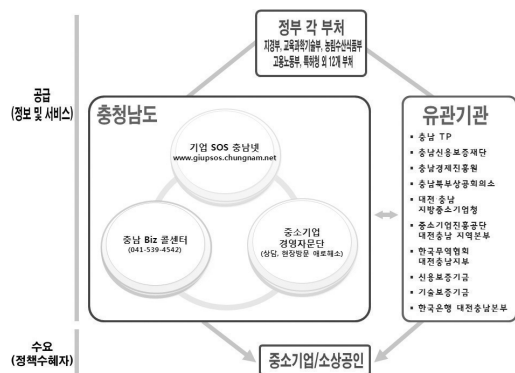 정부 각 부처
지경부, 교육과학기술부, 농림수산식품부
고용노동부, 특허청 외 12개 부처
공급
(정보 및 서비스)
충청남도
기업 SOS 충남넷
www.giupsos.chungnam.net
충남 Biz 콜센터
(041-539-4542)
중소기업
경영자문단
(상담, 현장방문 애로해소)
유관기관
▪ 충남 TP
▪ 충남신용보증재단
▪ 충남경제진흥원
▪ 충남북부상공회의소
▪ 대전 충남
지방중소기업청
▪ 중소기업진흥공단
대전충남 지역본부
▪ 한국무역협회
대전충남지부
▪ 신용보증기금
▪ 기술보증기금
▪ 한국은행 대전충남본부
수요
(정책수혜자)
중소기업/소상공인